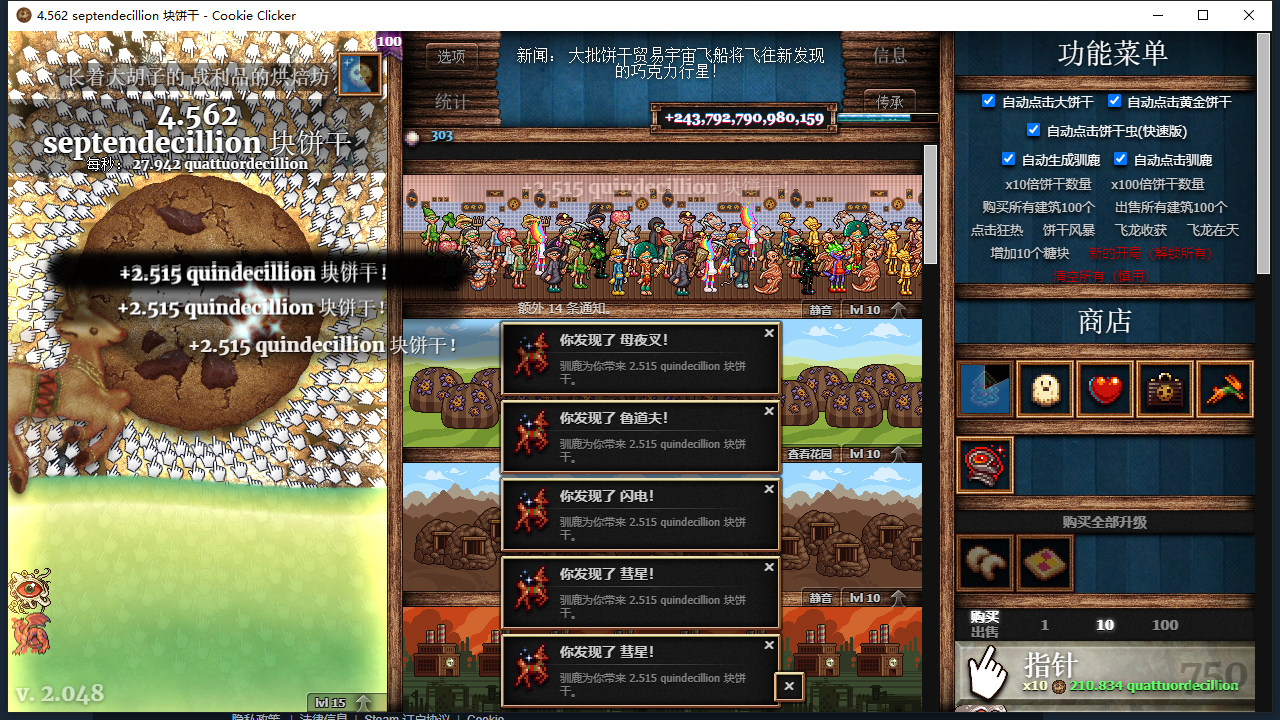 4.562 septendecillion 块饼干 - Cookie Clicker
100
长着大胡子的 战利品的烘焙坊
4.562
septendecillion 块饼干
每秒: 27.942 quattuordecillion
+2.515 quindecillion 块饼干!
+2.515 quindecillion 块饼干!
+2.515 quindecillion 块饼干!
v. 2.048
lvl 15
选项
统计
新闻: 大批饼干贸易宇宙飞船将飞往新发现
的巧克力行星!
信息
传承
+243,792,790,980,159
303
+2.515 quindecillion 块
额外 14 条通知。
静音
lvl 10
你发现了 母夜叉!
驯鹿为你带来 2.515 quindecillion 块饼
干。
你发现了 鲁道夫!
驯鹿为你带来 2.515 quindecillion 块饼
干。
查看花园
lvl 10
你发现了 闪电!
驯鹿为你带来 2.515 quindecillion 块饼
干。
你发现了 彗星!
驯鹿为你带来 2.515 quindecillion 块饼
干。
静音
lvl 10
你发现了 彗星!
驯鹿为你带来 2.515 quindecillion 块饼
干。
功能菜单
自动点击大饼干 自动点击黄金饼干
自动点击饼干虫(快速版)
自动生成驯鹿 自动点击驯鹿
x10倍饼干数量 x100倍饼干数量
购买所有建筑100个 出售所有建筑100个
点击狂热 饼干风暴 飞龙收获 飞龙在天
增加10个糖块 新的开局 (解锁所有)
清空所有 (慎用)
商店
购买全部升级
购买
出售
1 10 100
指针
750
x10 210.834 quattuordecillion
隐私政策 | 法律信息 | Steam 订户协议 | Cookie